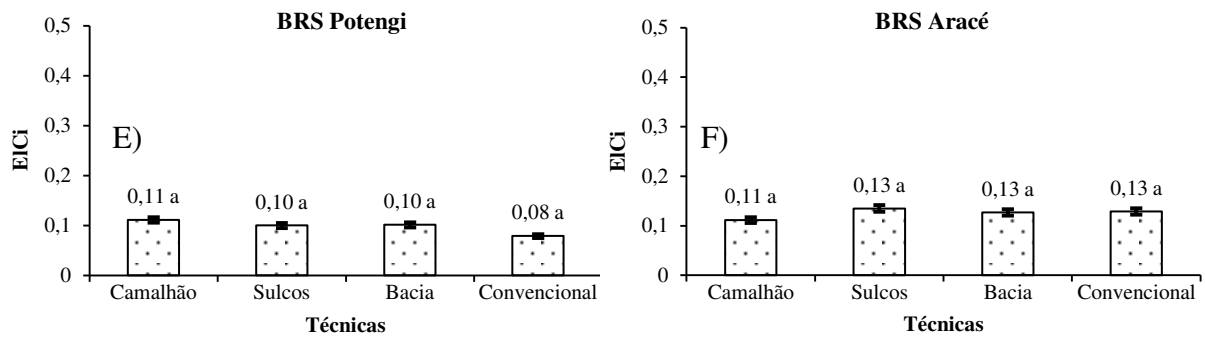 BRS Potengi
0,5
0,4
0,3
0,2
0,1
0
ElCi
E)
0,11 a
0,10 a
0,10 a
0,08 a
Camalhão
Sulcos
Bacia
Convencional
Técnicas
BRS Aracé
0,5
0,4
0,3
0,2
0,1
0
ElCi
F)
0,11 a
0,13 a
0,13 a
0,13 a
Camalhão
Sulcos
Bacia
Convencional
Técnicas